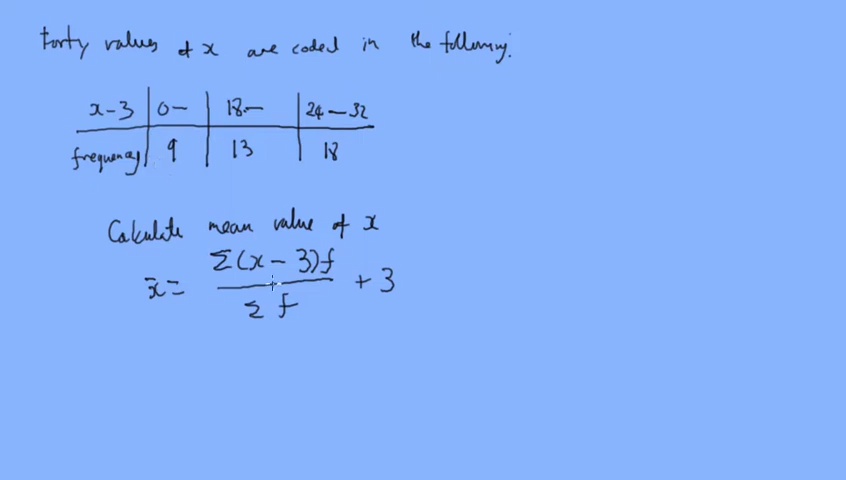 Forty values of x are coded in the following.
x-3 | 0- | 18- | 24-32
frequency | 9 | 13 | 18
Calculate mean value of x
x̄ = Σ(x-3)f / Σf + 3